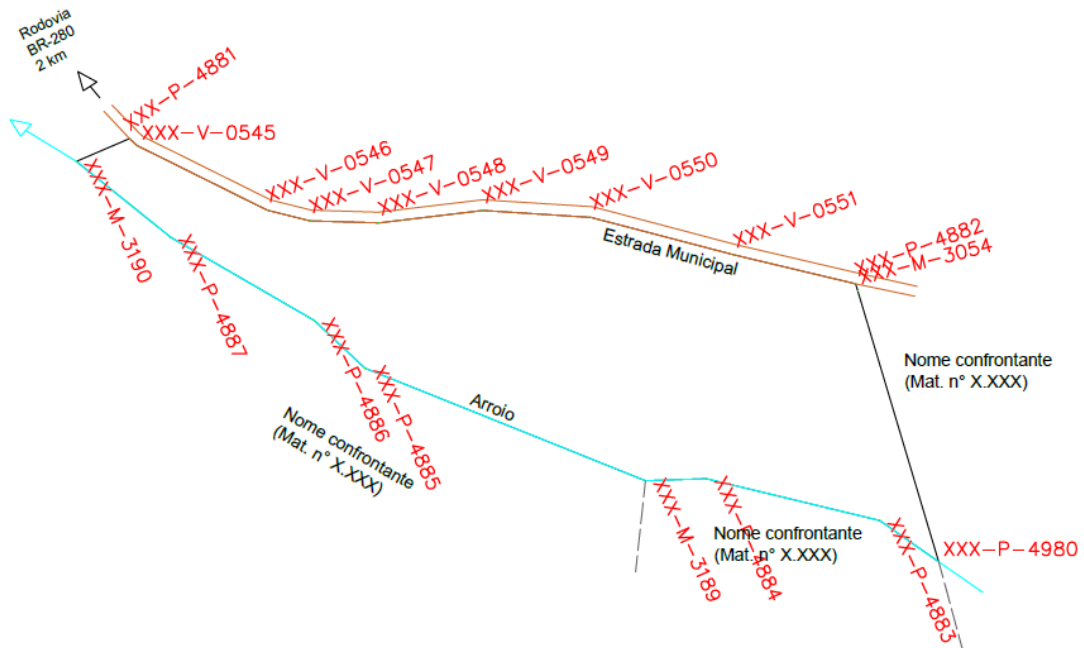 Rodovia
BR-280
2 km
XXX-P-4881
XXX-V-0545
XXX-V-0546
XXX-V-0547
XXX-V-0548
XXX-V-0549
XXX-V-0550
XXX-V-0551
XXX-P-4882
XXX-M-3054
Estrada Municipal
XXX-M-3190
XXX-P-4887
XXX-P-4886
XXX-P-4885
Arroio
Nome confrontante
(Mat. n° X.XXX)
Nome confrontante
(Mat. n° X.XXX)
XXX-M-3189
XXX-P-4884
Nome confrontante
(Mat. n° X.XXX)
XXX-P-4883
XXX-P-4980